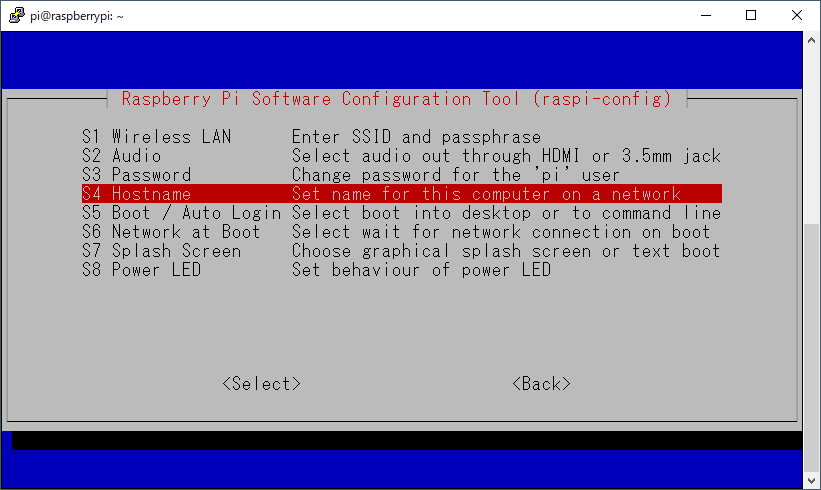 pi@raspberrypi: ~
Raspberry Pi Software Configuration Tool (raspi-config)
S1 Wireless LAN Enter SSID and passphrase
S2 Audio Select audio out through HDMI or 3.5mm jack
S3 Password Change password for the 'pi' user
S4 Hostname Set name for this computer on a network
S5 Boot / Auto Login Select boot into desktop or to command line
S6 Network at Boot Select wait for network connection on boot
S7 Splash Screen Choose graphical splash screen or text boot
S8 Power LED Set behaviour of power LED
<Select> <Back>